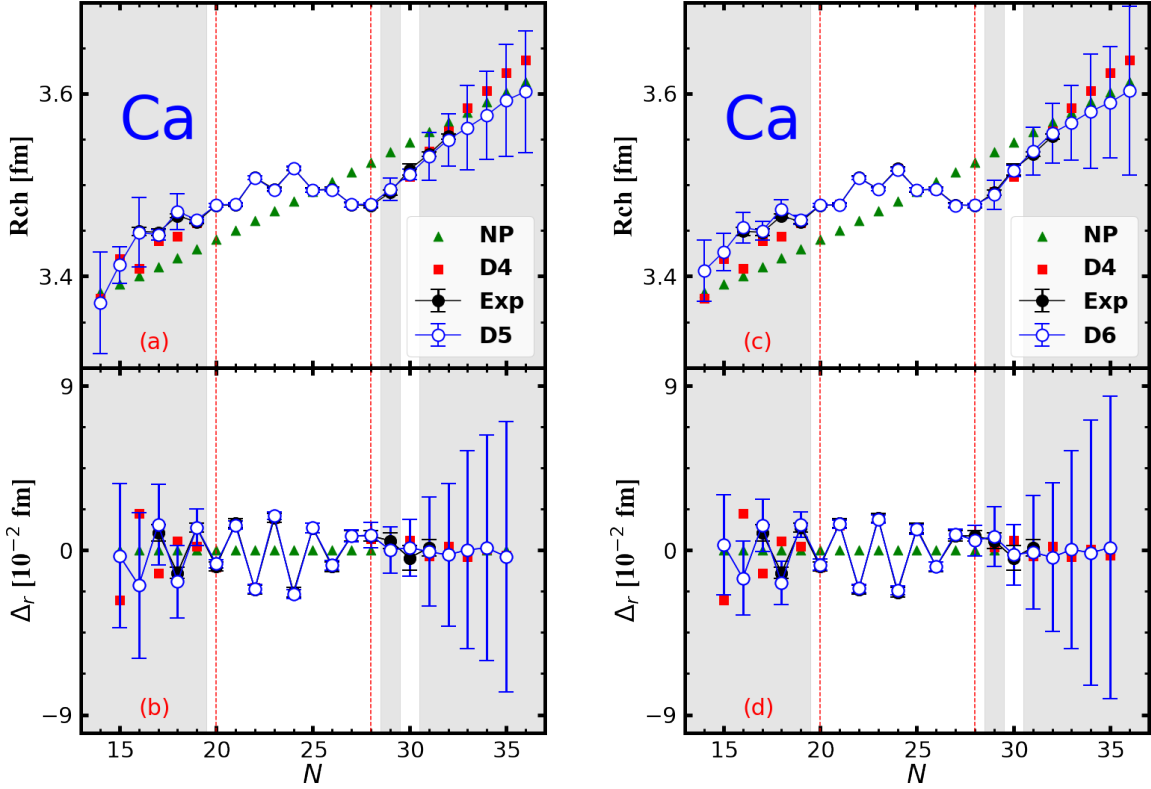 Rch [fm]
3.6
3.4
Ca
NP
D4
Exp
D5
(a)
Rch [fm]
3.6
3.4
Ca
NP
D4
Exp
D6
(c)
Δr [10−2 fm]
9
0
−9
(b)
15 20 25 30 35
N
Δr [10−2 fm]
9
0
−9
(d)
15 20 25 30 35
N